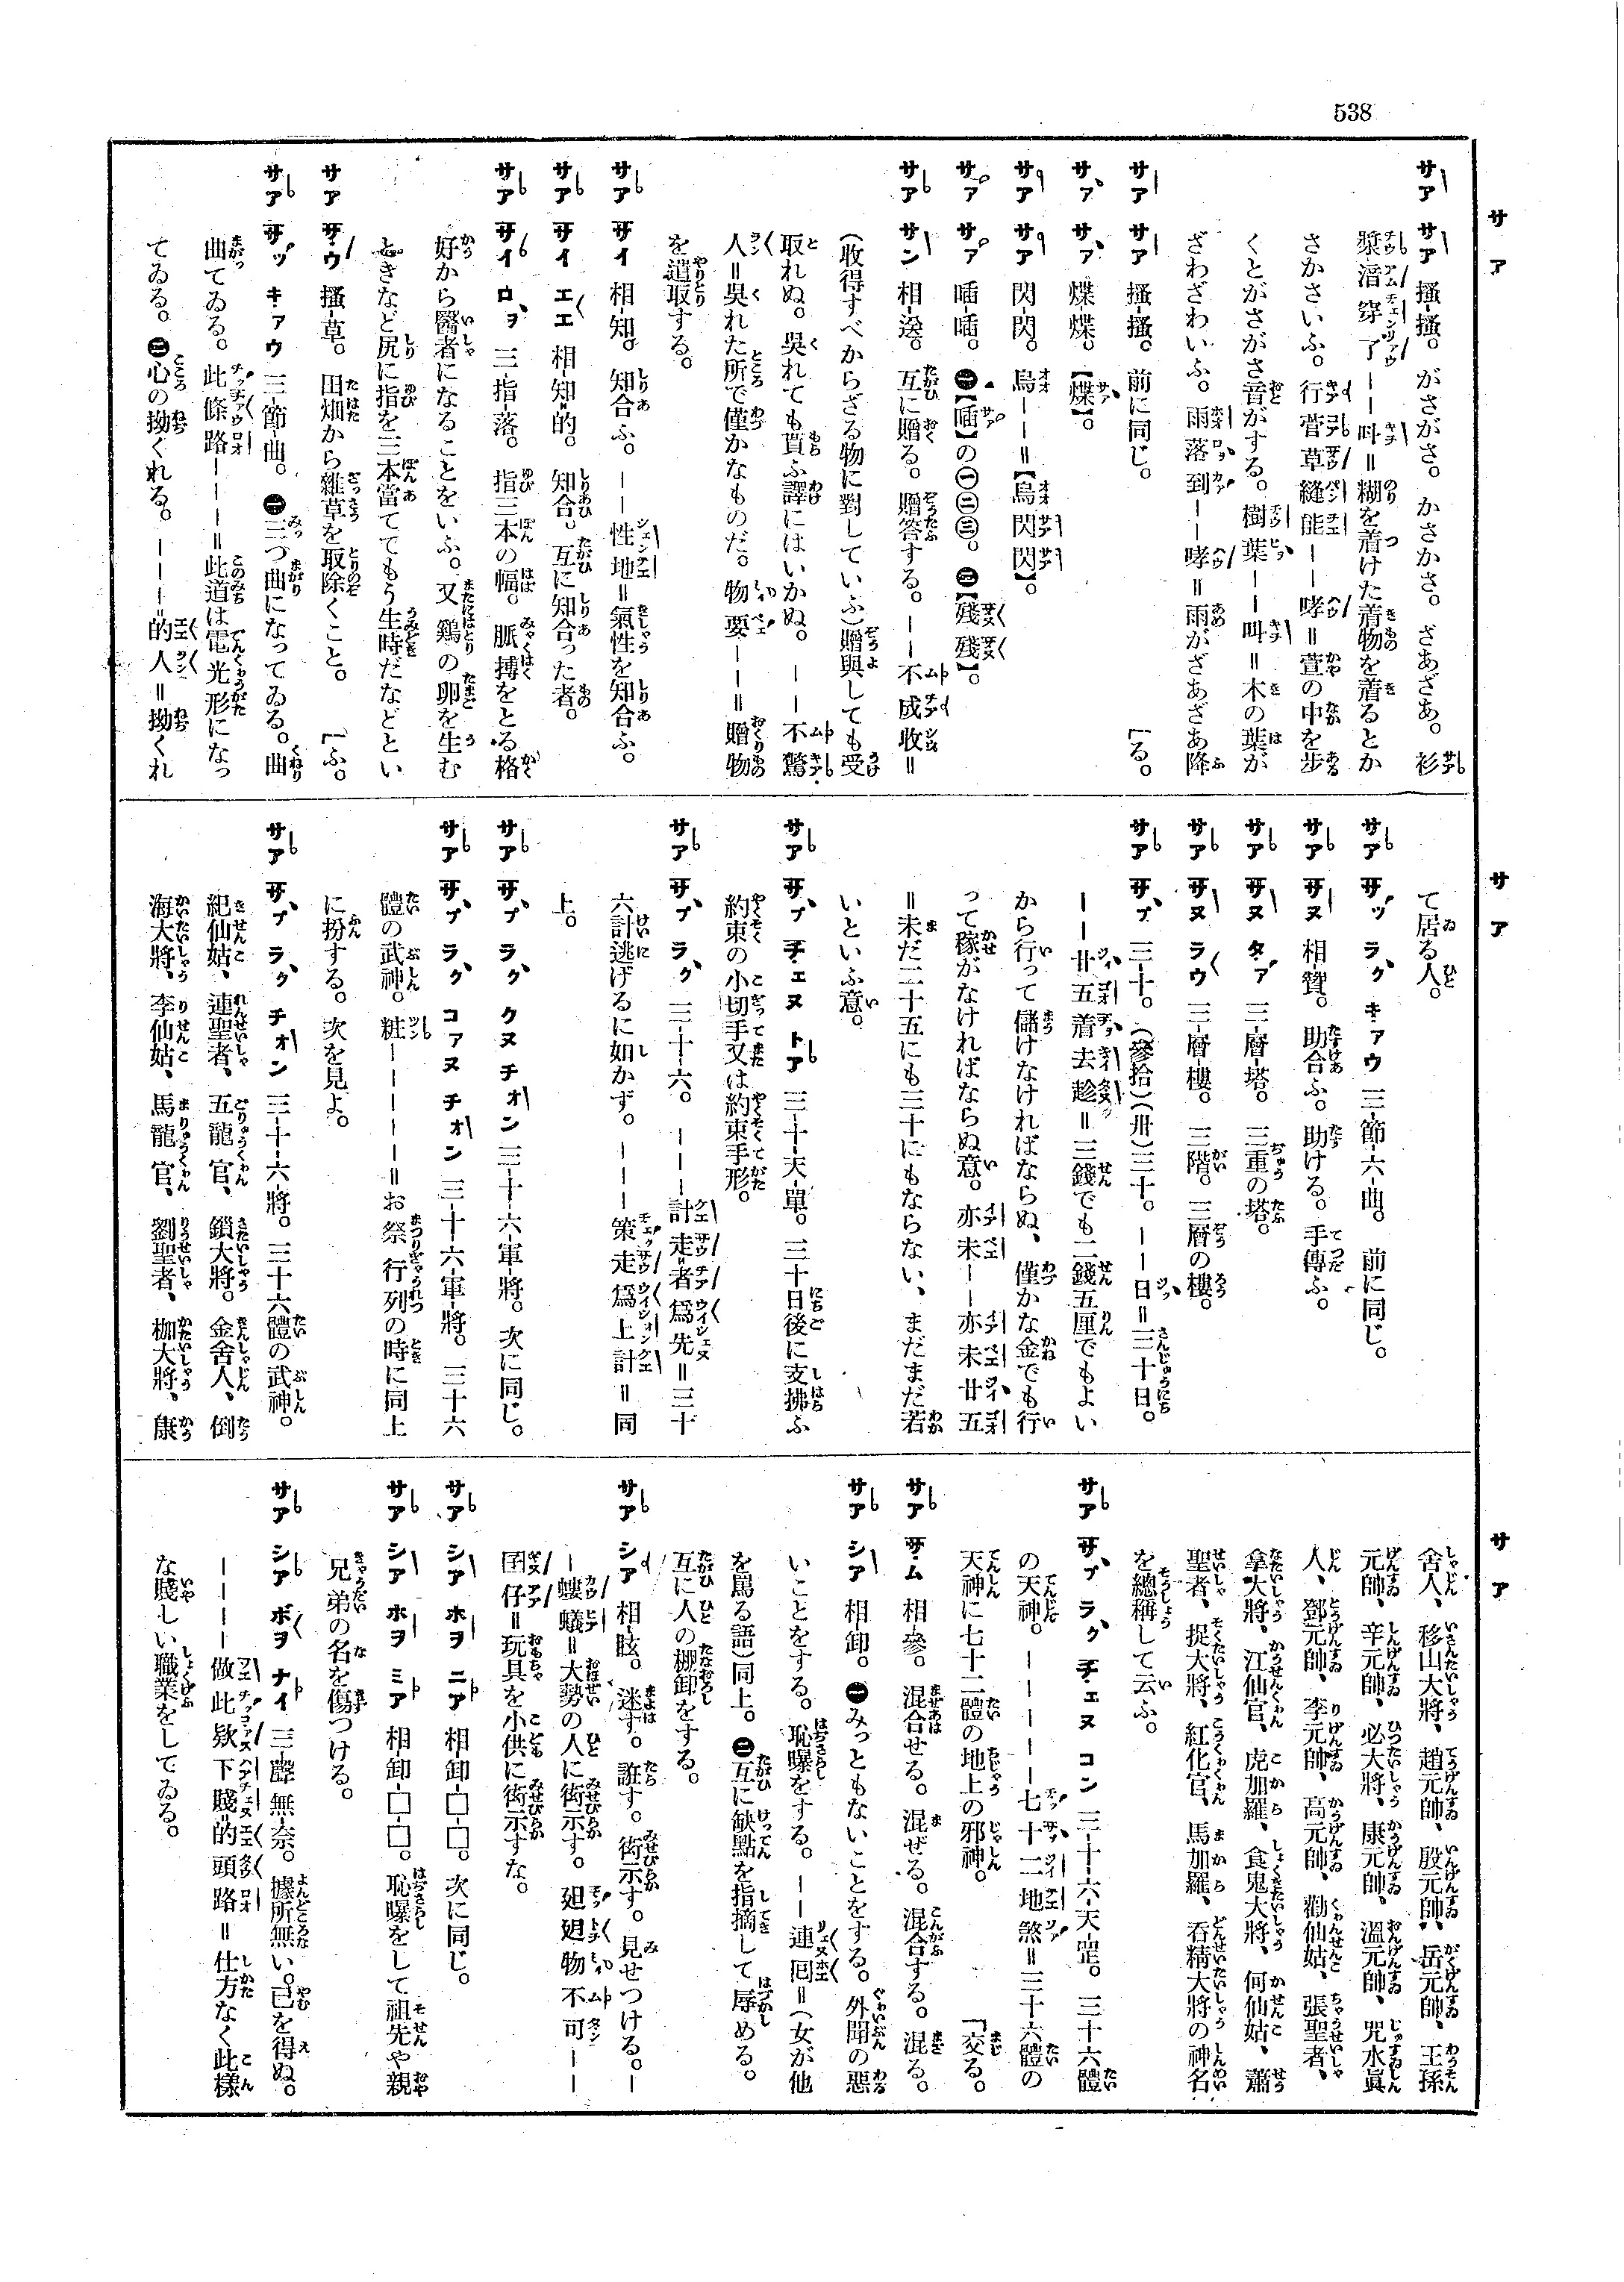 538
サア
サア サア 搔-搔。がさがさ。かさかさ。ざあざあ。衫
漿涪穿了——叫＝糊を着けた着物を着るとか
さかさいふ。行菅草縫能——哮＝萱の中を步
くとがさがさ音がする。樹葉——叫＝木の葉が
ざわざわいふ。雨落到——哮＝雨がざあざあ降
サア サア 搔-搔。前に同じ。 [る。
サァ サァ 煠煠。【煠】。
サア サア 閃-閃。烏——＝【烏閃閃】。
サァ サァ 喢-喢。㊀【喢】の㊀㊁㊂。㊁【殘殘】。
サア サン 相-送。互に贈る。贈答する。——不成收＝
(收得すべからざる物に對していふ)贈與しても受
取れぬ。吳れても貰ふ譯にはいかぬ。——不驚
人＝吳れた所で僅かなものだ。物要——＝贈物
を遣取する。
サア サイ 相-知。知合ふ。——性地＝氣性を知合ふ。
サア サイ エエ 相-知-的。知合。互に知合った者。
サア サイ ロヲ 三-指-落。指三本の幅。脈搏をとる格
好から醫者になることをいふ。又鷄の卵を生む
ときなど尻に指を三本當ててもう生時だなどとい
サア サウ 搔-草。田畑から雜草を取除くこと。 [ふ。
サア サッ キァウ 三-節-曲。㊀三つ曲になってゐる。曲
曲てゐる。此條路———＝此道は電光形になっ
てゐる。㊁心の拗くれる。———的人＝拗くれ
サア
て居る人。
サア サッ ラク キァウ 三-節-六-曲。前に同じ。
サア サヌ 相-贊。助合ふ。助ける。手傳ふ。
サア サヌ タァ 三-層-塔。三重の塔。
サア サヌ ラウ 三-層-樓。三階。三層の樓。
サア サプ 三-十。(參拾)(卅)三十。——日＝三十日。
——廿五着去趁＝三錢でも二錢五厘でもよい
から行って儲けなければならぬ、僅かな金でも行
って稼がなければならぬ意。亦未——亦未廿五
＝未だ二十五にも三十にもならない、まだまだ若
いといふ意。
サア サプ チェヌ トア 三-十-天-單。三十日後に支拂ふ
約束の小切手又は約束手形。
サア サプ ラク 三-十-六。———計走者爲先＝三十
六計逃げるに如かず。———策走爲上計＝同
上。
サア サプ ラク クヌ チォン 三-十-六-軍-將。次に同じ。
サア サプ ラク コァヌ チォン 三-十-六-軍-將。三十六
體の武神。粧—————＝お祭行列の時に同上
に扮する。次を見よ。
サア サプ ラク チォン 三-十-六-將。三十六體の武神。
紀仙姑、連聖者、五龍官、鎖大將。金舍人、倒
海大將、李仙姑、馬龍官、劉聖者、枷大將、康
サア
舍人、移山大將、趙元帥、殷元帥、岳元帥、王孫
元帥、辛元帥、必大將、康元帥、溫元帥、咒水眞
人、鄧元帥、李元帥、高元帥、勸仙姑、張聖者、
拿大將、江仙官、虎加羅、食鬼大將、何仙姑、蕭
聖者、捉大將、紅化官、馬加羅、吞精大將の神名
を總稱して云ふ。
サア サプ ラク チェヌ コン 三-十-六-天-罡。三十六體
の天神。—————七十二地煞＝三十六體の
天神に七十二體の地上の邪神。 [交る。
サア サム 相-參。混合せる。混ぜる。混合する。混る。
サア シア 相-卸。㊀みっともないことをする。外聞の惡
いことをする。恥曝をする。——連囘＝(女が他
を罵る語)同上。㊁互に缺點を指摘して辱める。
互に人の棚卸をする。
サア シア 相-眩。迷す。誑す。衒示す。見せつける。—
—螻蟻＝大勢の人に衒示す。廻廻物不可——
囝仔＝玩具を小供に衒示すな。
サア シア ホヲ ニア 相-卸-□-□。次に同じ。
サア シア ホヲ ミア 相-卸-□-□。恥曝をして祖先や親
兄弟の名を傷つける。
サア シア ボヲ ナイ 三-𨐅-無-奈。據所無い。已を得ぬ。
————做此欵下賤的頭路＝仕方なく此樣
な賤しい職業をしてゐる。